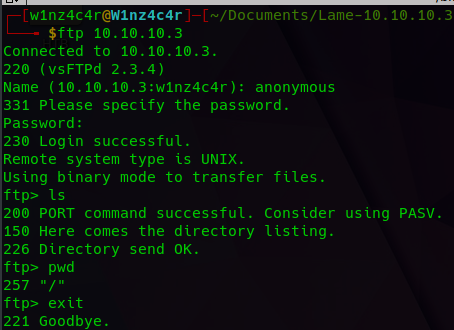 [w1nz4c4r@W1nz4c4r]-[~/Documents/Lame-10.10.10.3
$ftp 10.10.10.3
Connected to 10.10.10.3.
220 (vsFTPd 2.3.4)
Name (10.10.10.3:w1nz4c4r): anonymous
331 Please specify the password.
Password:
230 Login successful.
Remote system type is UNIX.
Using binary mode to transfer files.
ftp> ls
200 PORT command successful. Consider using PASV.
150 Here comes the directory listing.
226 Directory send OK.
ftp> pwd
257 "/"
ftp> exit
221 Goodbye.